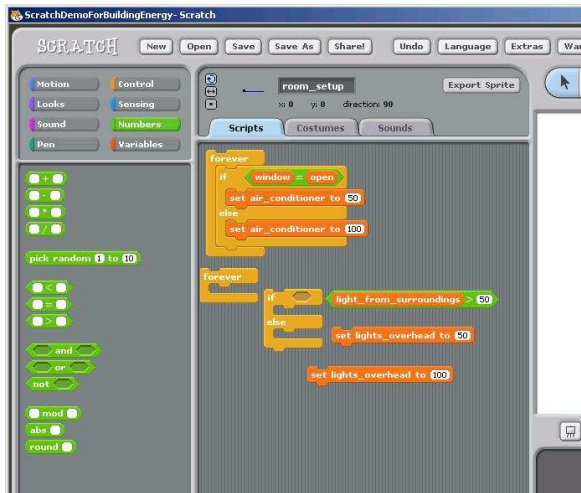 ScratchDemoForBuildingEnergy- Scratch
SCRATCH New Open Save Save As Share! Undo Language Extras
Motion Control
Looks Sensing
Sound Numbers
Pen Variables
room_setup
Export Sprite
x: 0 y: 0 direction: 90
Scripts Costumes Sounds
+
-
*
/
pick random 1 to 10
<
=
>
and
or
not
mod
abs
round
forever
if window = open
set air_conditioner to 50
else
set air_conditioner to 100
forever
if light_from_surroundings > 50
else
set lights_overhead to 50
set lights_overhead to 100